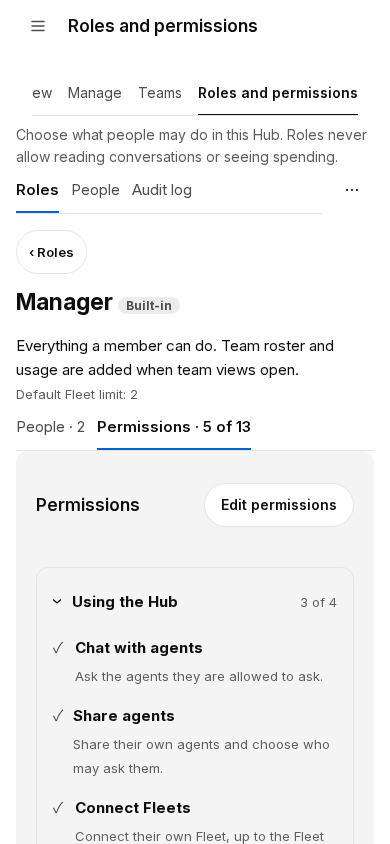 Roles and permissions
ew Manage Teams Roles and permissions
Choose what people may do in this Hub. Roles never
allow reading conversations or seeing spending.
Roles People Audit log ...
‹ Roles
Manager Built-in
Everything a member can do. Team roster and
usage are added when team views open.
Default Fleet limit: 2
People · 2 Permissions · 5 of 13
Permissions Edit permissions
Using the Hub 3 of 4
✓ Chat with agents
Ask the agents they are allowed to ask.
✓ Share agents
Share their own agents and choose who
may ask them.
✓ Connect Fleets
Connect their own Fleet, up to the Fleet